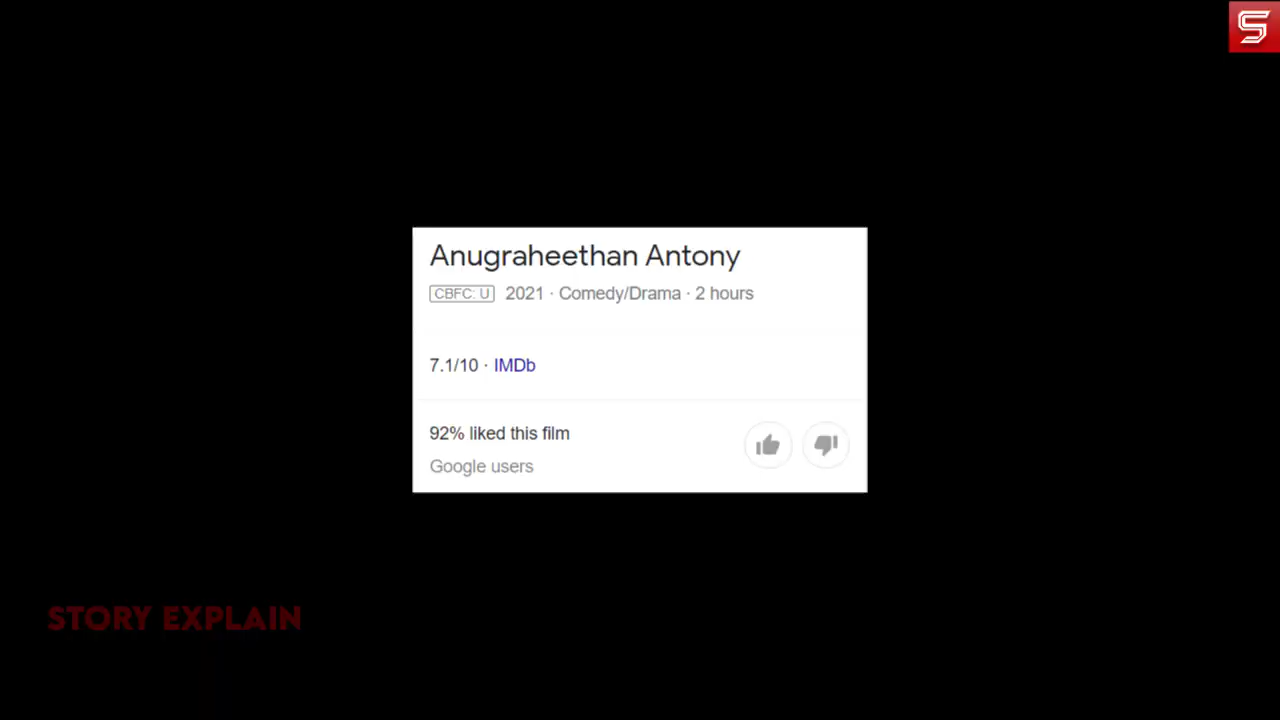 S
Anugraheethan Antony
CBFC: U 2021 · Comedy/Drama · 2 hours
7.1/10 · IMDb
92% liked this film
Google users
STORY EXPLAIN